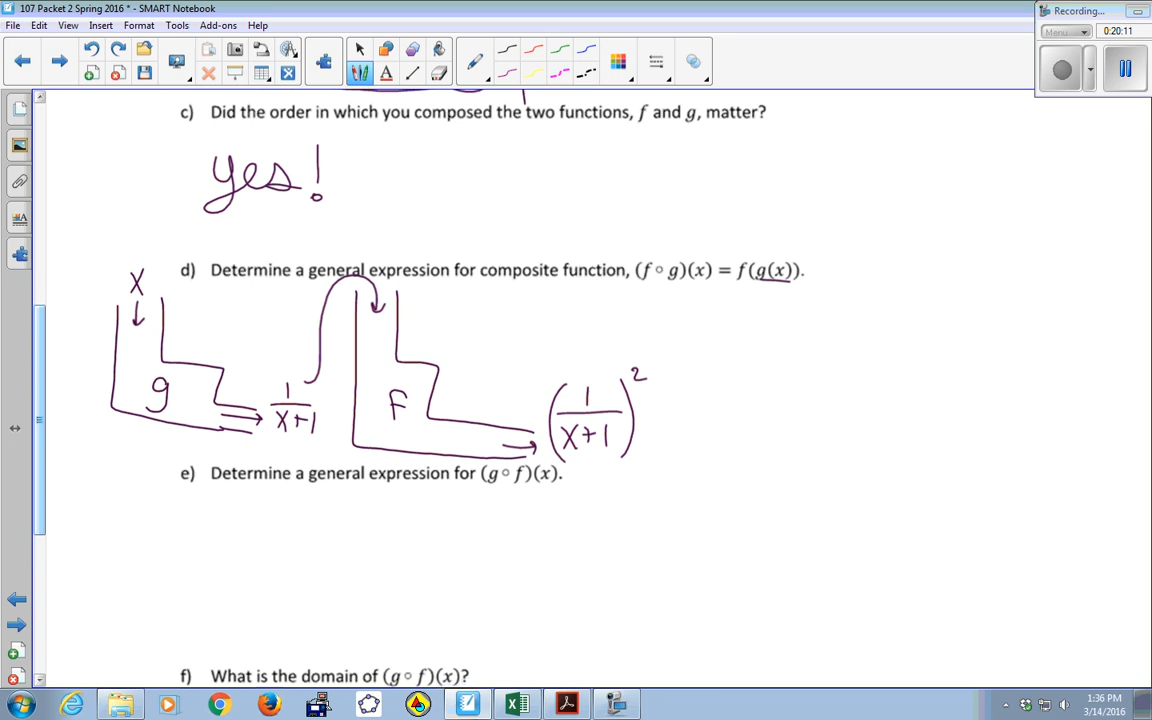 107 Packet 2 Spring 2016 * - SMART Notebook
Recording...
File Edit View Insert Format Tools Add-ons Help
Menu
0:20:11
c) Did the order in which you composed the two functions, f and g, matter?
yes!
d) Determine a general expression for composite function, (f ∘ g)(x) = f(g(x)).
x
g
1/(x+1)
f
(1/(x+1))²
e) Determine a general expression for (g ∘ f)(x).
f) What is the domain of (g ∘ f)(x)?
1:36 PM
3/14/2016